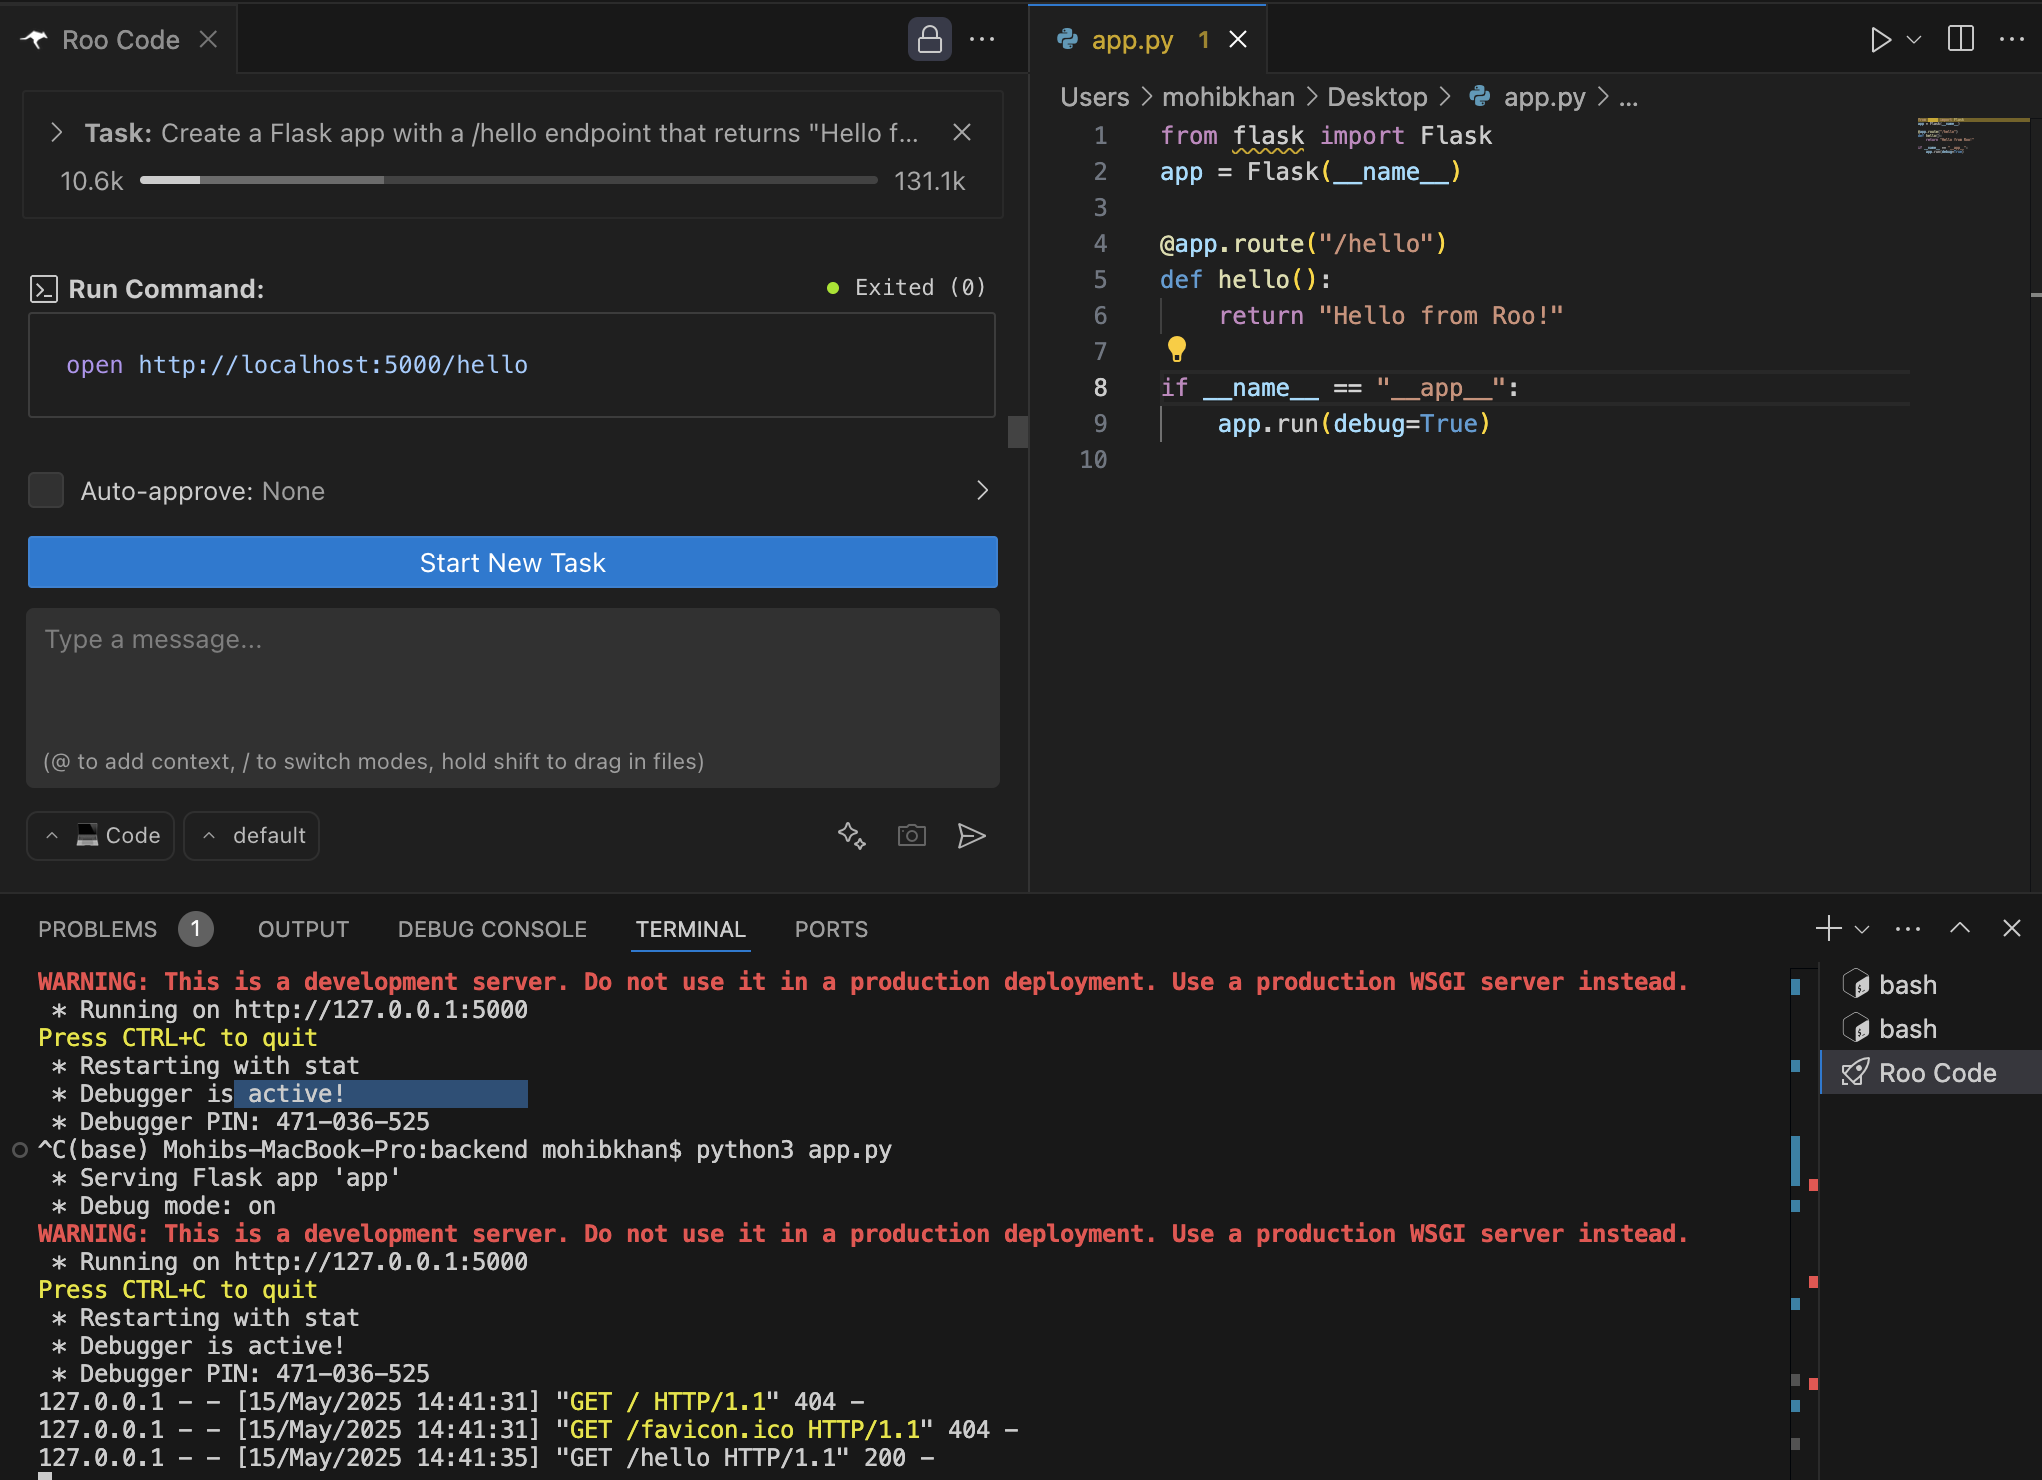 Roo Code
Task: Create a Flask app with a /hello endpoint that returns "Hello f...
10.6k 131.1k
Run Command: Exited (0)
open http://localhost:5000/hello
Auto-approve: None
Start New Task
Type a message...
(@ to add context, / to switch modes, hold shift to drag in files)
Code default
app.py 1
Users > mohibkhan > Desktop > app.py > ...
1 from flask import Flask
2 app = Flask(__name__)
3
4 @app.route("/hello")
5 def hello():
6 return "Hello from Roo!"
7
8 if __name__ == "__app__":
9 app.run(debug=True)
10
PROBLEMS 1 OUTPUT DEBUG CONSOLE TERMINAL PORTS
WARNING: This is a development server. Do not use it in a production deployment. Use a production WSGI server instead.
* Running on http://127.0.0.1:5000
Press CTRL+C to quit
* Restarting with stat
* Debugger is active!
* Debugger PIN: 471-036-525
^C(base) Mohibs-MacBook-Pro:backend mohibkhan$ python3 app.py
* Serving Flask app 'app'
* Debug mode: on
WARNING: This is a development server. Do not use it in a production deployment. Use a production WSGI server instead.
* Running on http://127.0.0.1:5000
Press CTRL+C to quit
* Restarting with stat
* Debugger is active!
* Debugger PIN: 471-036-525
127.0.0.1 - - [15/May/2025 14:41:31] "GET / HTTP/1.1" 404 -
127.0.0.1 - - [15/May/2025 14:41:31] "GET /favicon.ico HTTP/1.1" 404 -
127.0.0.1 - - [15/May/2025 14:41:35] "GET /hello HTTP/1.1" 200 -
bash
bash
Roo Code